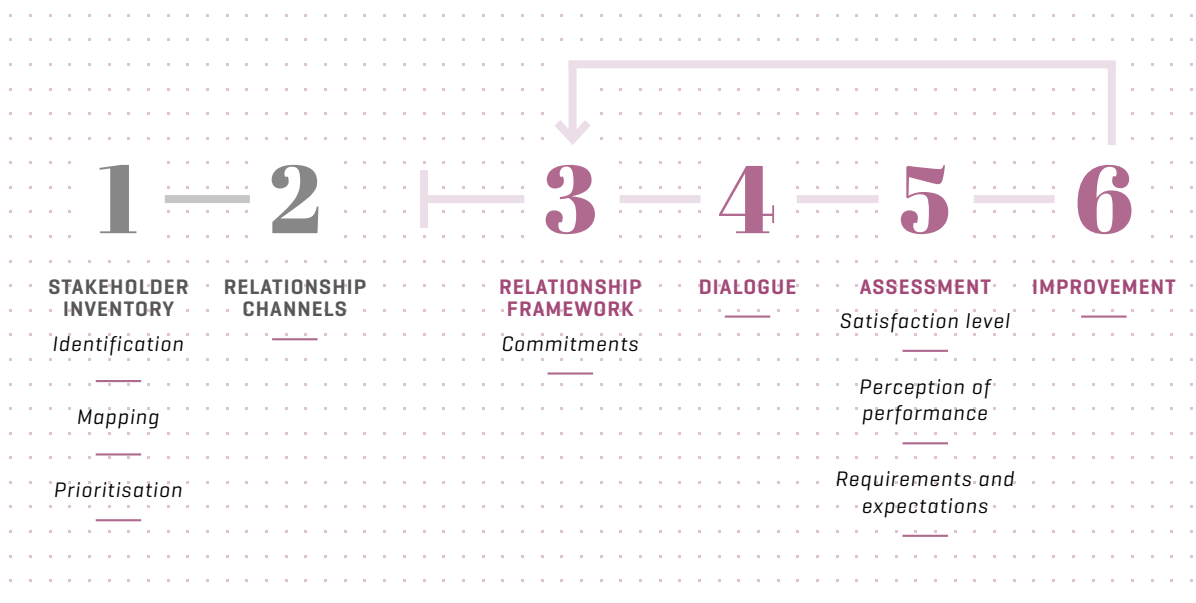 1
2
3
4
5
6
STAKEHOLDER
INVENTORY
Identification
Mapping
Prioritisation
RELATIONSHIP
CHANNELS
RELATIONSHIP
FRAMEWORK
Commitments
DIALOGUE
ASSESSMENT
Satisfaction level
Perception of
performance
Requirements and
expectations
IMPROVEMENT